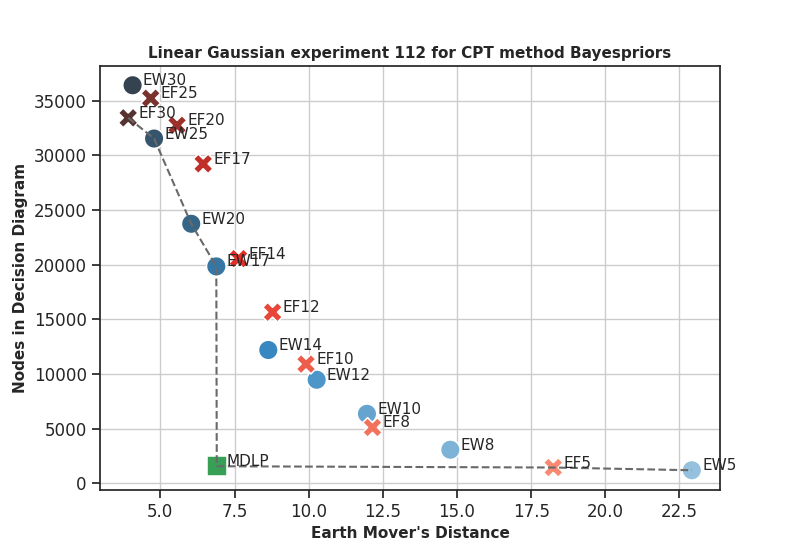 Linear Gaussian experiment 112 for CPT method Bayespriors
Nodes in Decision Diagram
35000
30000
25000
20000
15000
10000
5000
0
EW30
EF25
EF30
EF20
EW25
EF17
EW20
EF14
EW17
EF12
EW14
EF10
EW12
EW10
EF8
EW8
MDLP
EF5
EW5
5.0 7.5 10.0 12.5 15.0 17.5 20.0 22.5
Earth Mover's Distance